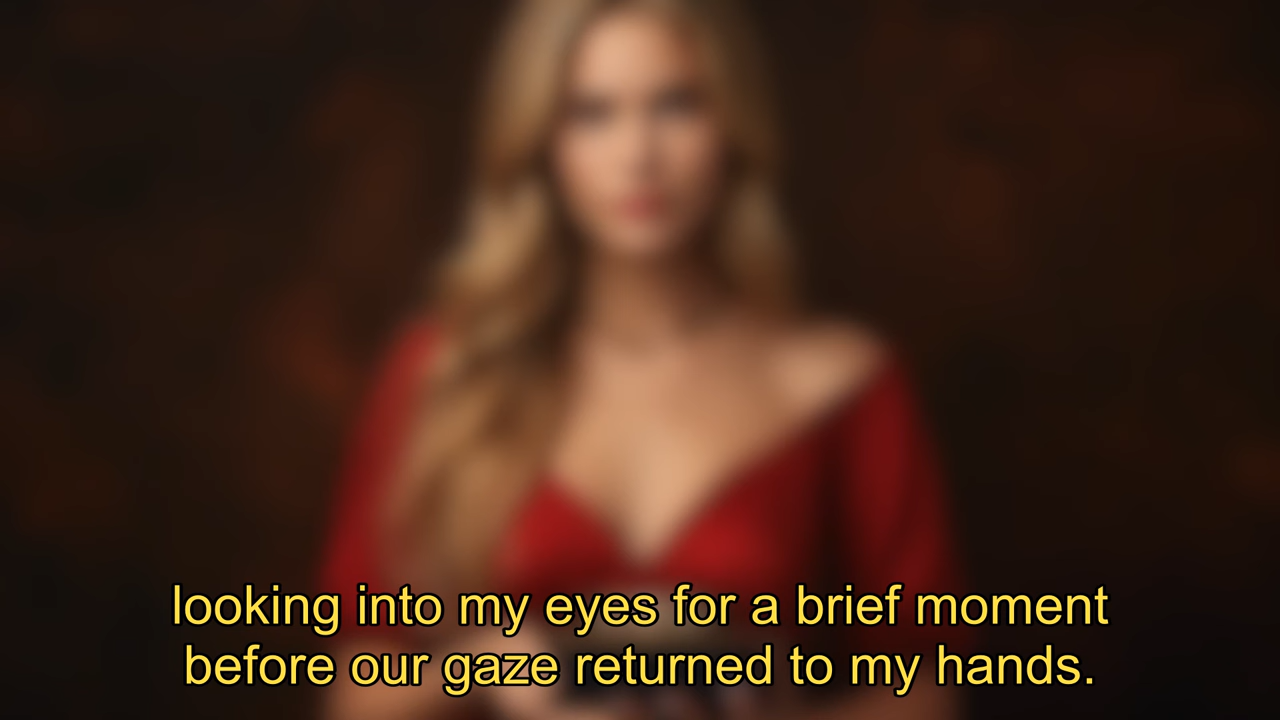 looking into my eyes for a brief moment
before our gaze returned to my hands.